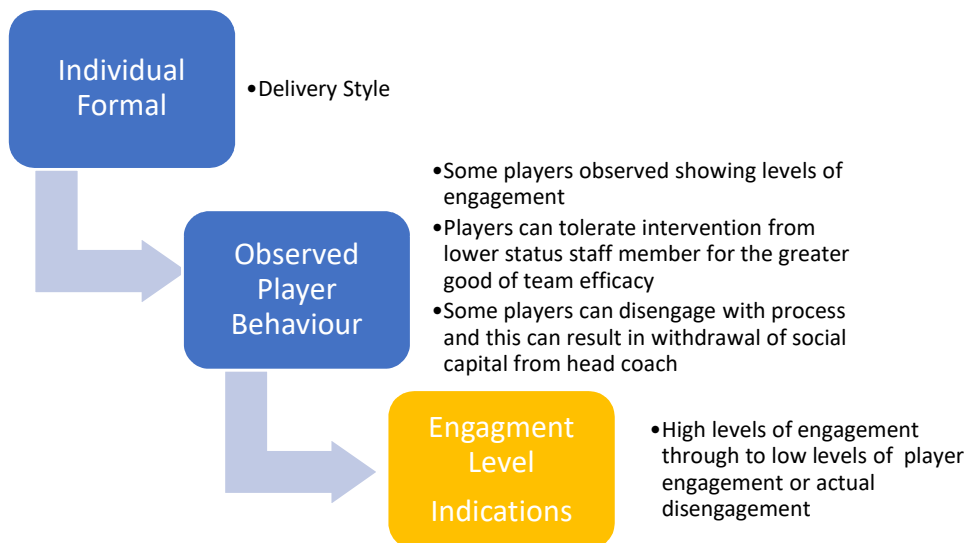 Individual
Formal
•Delivery Style
Observed
Player
Behaviour
•Some players observed showing levels of
engagement
•Players can tolerate intervention from
lower status staff member for the greater
good of team efficacy
•Some players can disengage with process
and this can result in withdrawal of social
capital from head coach
Engagment
Level
Indications
•High levels of engagement
through to low levels of player
engagement or actual
disengagement